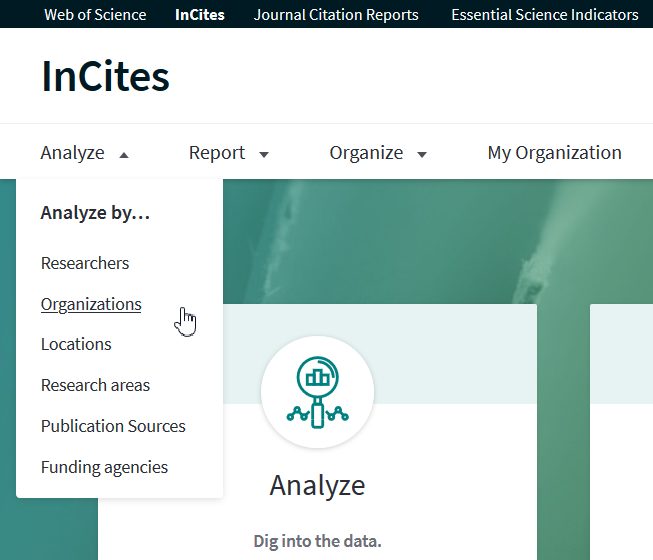 Web of Science InCites Journal Citation Reports Essential Science Indicators
InCites
Analyze Report Organize My Organization
Analyze by...
Researchers
Organizations
Locations
Research areas
Publication Sources
Funding agencies
Analyze
Dig into the data.